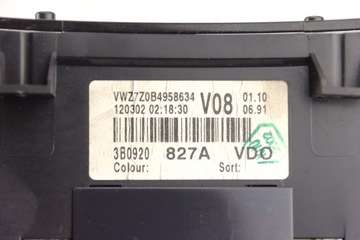 VWZ7Z0B4958634 V08 01.10
120302 02:18:30 06.91
3B0920 827A VDO
Colour: Sort: